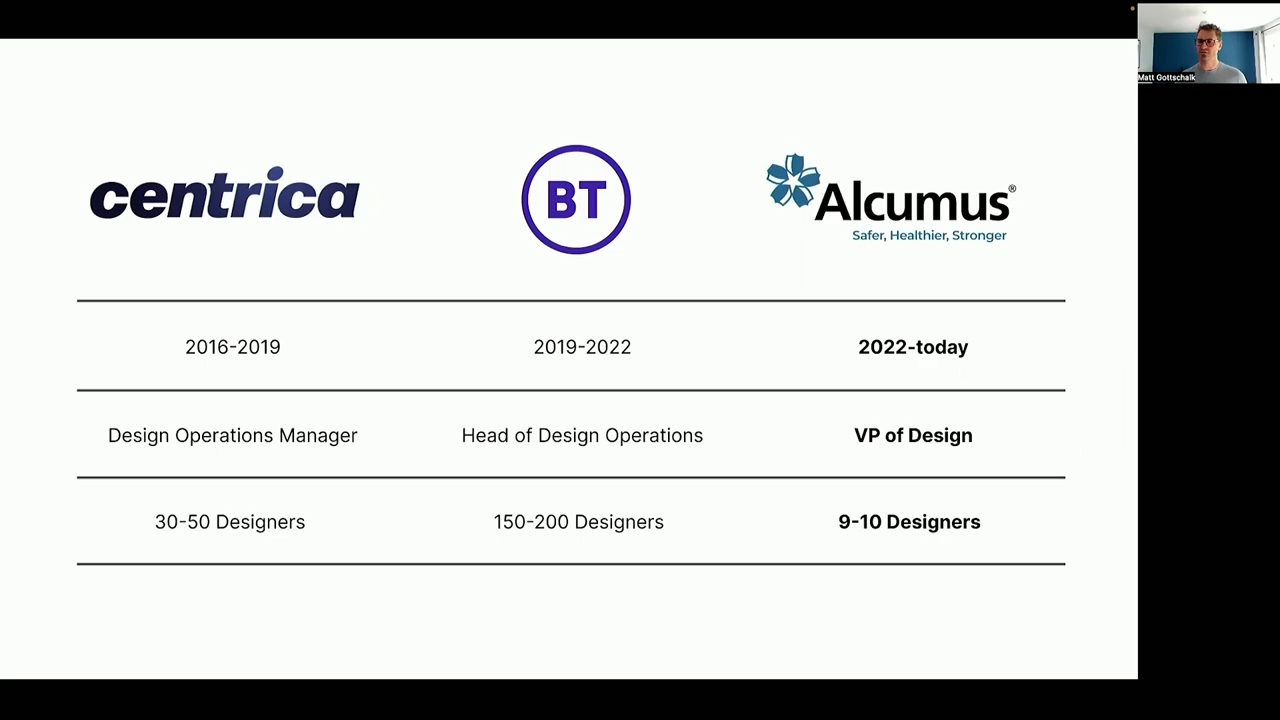 Matt Gottschalk
centrica
BT
Alcumus®
Safer, Healthier, Stronger
2016-2019
2019-2022
2022-today
Design Operations Manager
Head of Design Operations
VP of Design
30-50 Designers
150-200 Designers
9-10 Designers